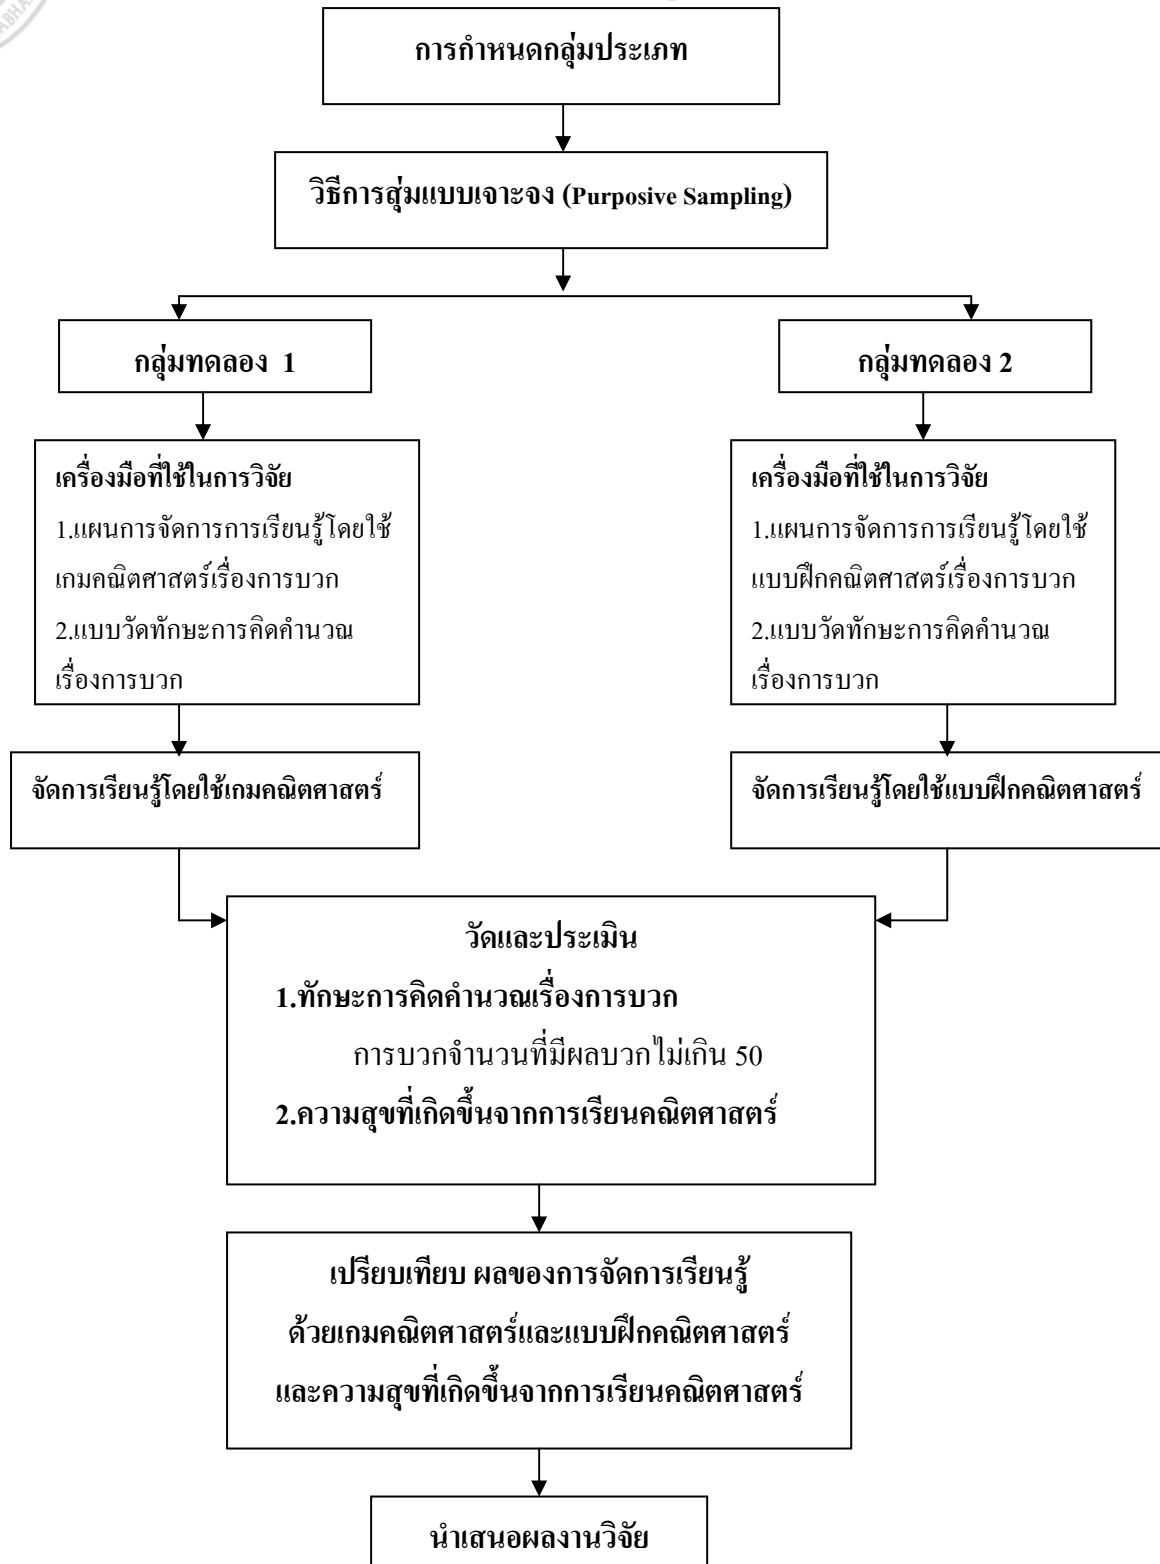 การกำหนดกลุ่มประเภท
วิธีการสุ่มแบบเจาะจง (Purposive Sampling)
กลุ่มทดลอง 1
กลุ่มทดลอง 2
เครื่องมือที่ใช้ในการวิจัย
1.แผนการจัดการการเรียนรู้โดยใช้
เกมคณิตศาสตร์เรื่องการบวก
2.แบบวัดทักษะการคิดคำนวณ
เรื่องการบวก
เครื่องมือที่ใช้ในการวิจัย
1.แผนการจัดการการเรียนรู้โดยใช้
แบบฝึกคณิตศาสตร์เรื่องการบวก
2.แบบวัดทักษะการคิดคำนวณ
เรื่องการบวก
จัดการเรียนรู้โดยใช้เกมคณิตศาสตร์
จัดการเรียนรู้โดยใช้แบบฝึกคณิตศาสตร์
วัดและประเมิน
1.ทักษะการคิดคำนวณเรื่องการบวก
การบวกจำนวนที่มีผลบวกไม่เกิน 50
2.ความสุขที่เกิดขึ้นจากการเรียนคณิตศาสตร์
เปรียบเทียบ ผลของการจัดการเรียนรู้
ด้วยเกมคณิตศาสตร์และแบบฝึกคณิตศาสตร์
และความสุขที่เกิดขึ้นจากการเรียนคณิตศาสตร์
นำเสนอผลงานวิจัย